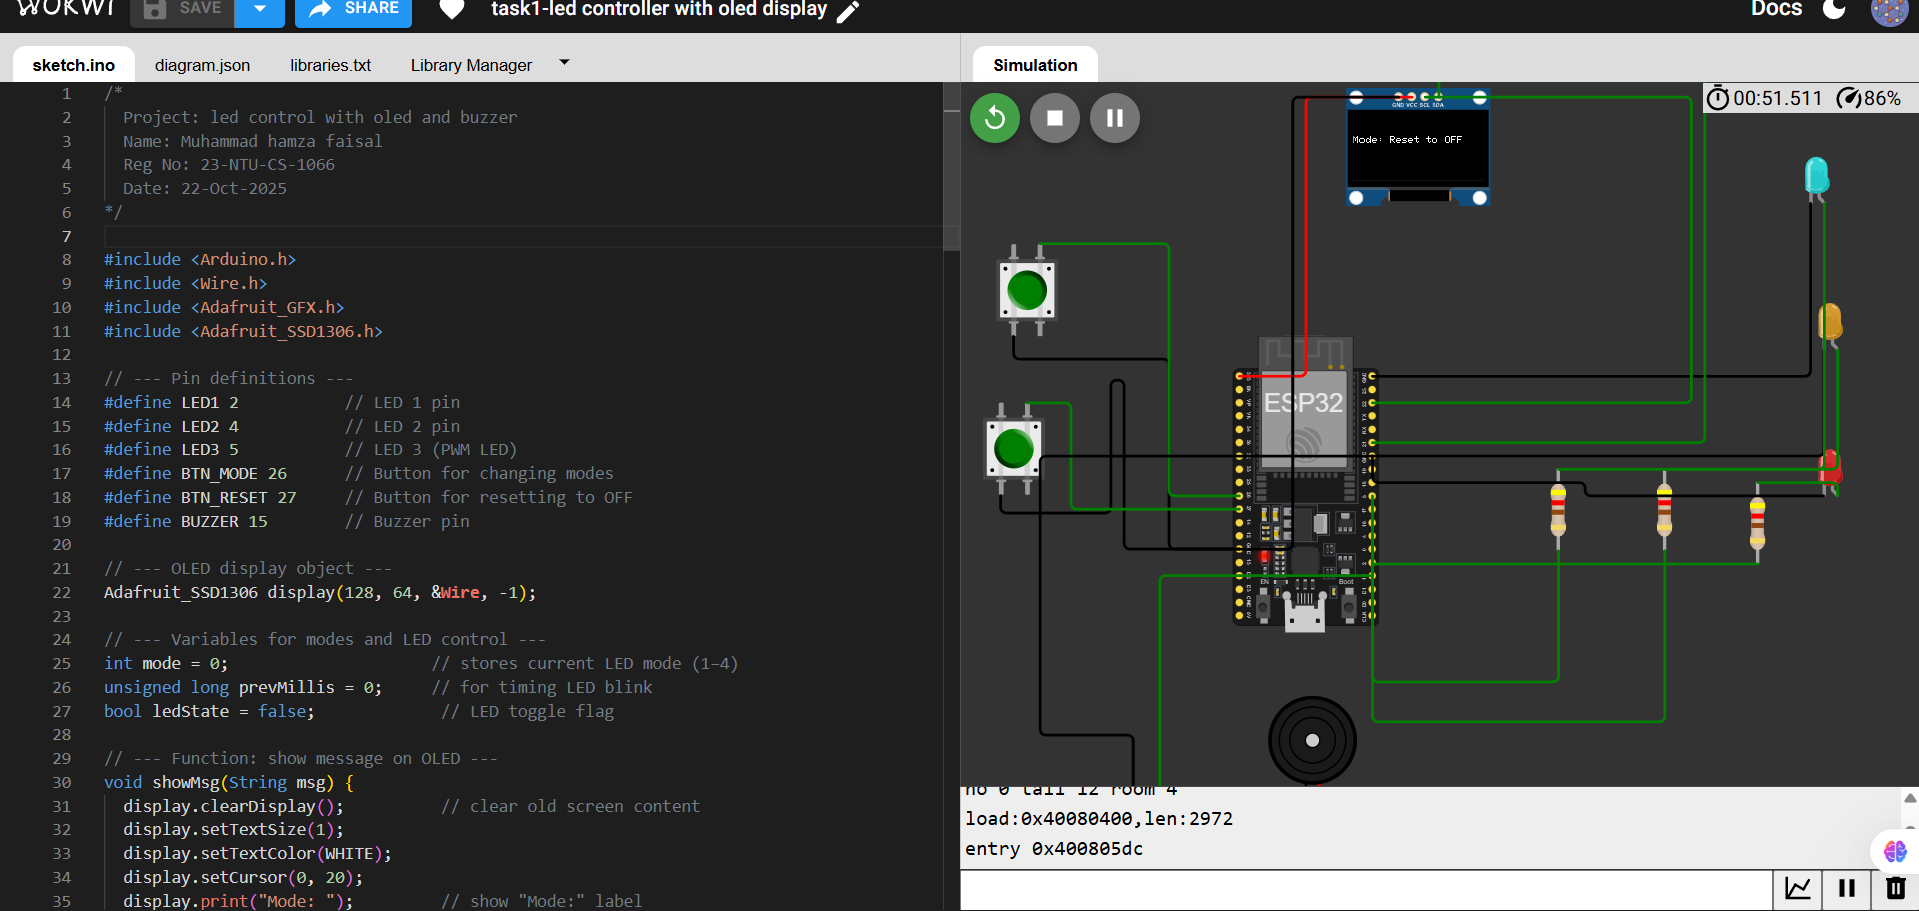 WOKWI
SAVE
SHARE
task1-led controller with oled display
Docs
sketch.ino
diagram.json
libraries.txt
Library Manager
1 /*
2 Project: led control with oled and buzzer
3 Name: Muhammad hamza faisal
4 Reg No: 23-NTU-CS-1066
5 Date: 22-Oct-2025
6 */
7
8 #include <Arduino.h>
9 #include <Wire.h>
10 #include <Adafruit_GFX.h>
11 #include <Adafruit_SSD1306.h>
12
13 // --- Pin definitions ---
14 #define LED1 2 // LED 1 pin
15 #define LED2 4 // LED 2 pin
16 #define LED3 5 // LED 3 (PWM LED)
17 #define BTN_MODE 26 // Button for changing modes
18 #define BTN_RESET 27 // Button for resetting to OFF
19 #define BUZZER 15 // Buzzer pin
20
21 // --- OLED display object ---
22 Adafruit_SSD1306 display(128, 64, &Wire, -1);
23
24 // --- Variables for modes and LED control ---
25 int mode = 0; // stores current LED mode (1–4)
26 unsigned long prevMillis = 0; // for timing LED blink
27 bool ledState = false; // LED toggle flag
28
29 // --- Function: show message on OLED ---
30 void showMsg(String msg) {
31 display.clearDisplay(); // clear old screen content
32 display.setTextSize(1);
33 display.setTextColor(WHITE);
34 display.setCursor(0, 20);
35 display.print("Mode: "); // show "Mode:" label
Simulation
00:51.511 86%
GND VCC SCL SDA
Mode: Reset to OFF
ESP32
EN
Boot
ho 0 tail 12 room 4
load:0x40080400,len:2972
entry 0x400805dc